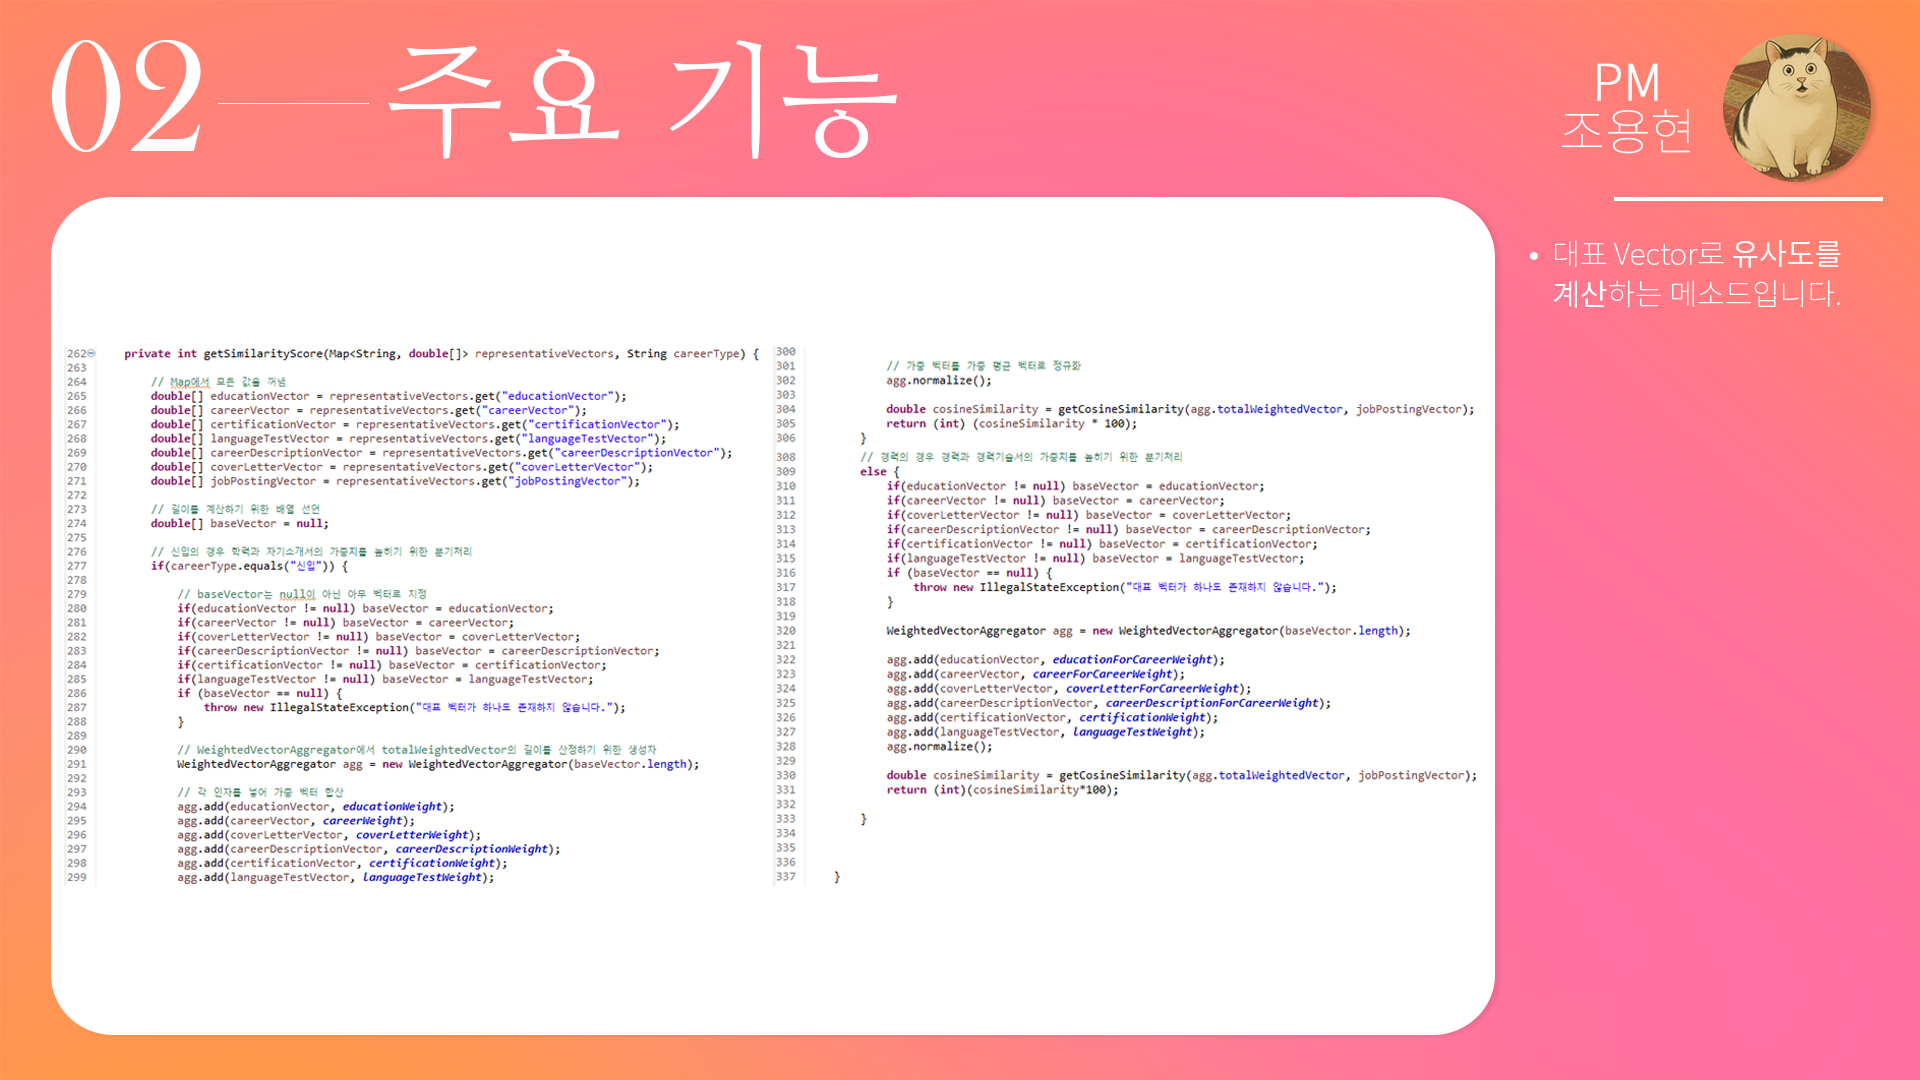 02 주요 기능
PM
조용현
• 대표 Vector로 유사도를
계산하는 메소드입니다.
262 private int getSimilarityScore(Map<String, double[]> representativeVectors, String careerType) {
263
264 // Map에서 모든 값을 꺼냄
265 double[] educationVector = representativeVectors.get("educationVector");
266 double[] careerVector = representativeVectors.get("careerVector");
267 double[] certificationVector = representativeVectors.get("certificationVector");
268 double[] languageTestVector = representativeVectors.get("languageTestVector");
269 double[] careerDescriptionVector = representativeVectors.get("careerDescriptionVector");
270 double[] coverLetterVector = representativeVectors.get("coverLetterVector");
271 double[] jobPostingVector = representativeVectors.get("jobPostingVector");
272
273 // 길이를 계산하기 위한 배열 선언
274 double[] baseVector = null;
275
276 // 신입의 경우 학력과 자기소개서의 가중치를 높히기 위한 분기처리
277 if(careerType.equals("신입")) {
278
279 // baseVector는 null이 아닌 아무 벡터로 지정
280 if(educationVector != null) baseVector = educationVector;
281 if(careerVector != null) baseVector = careerVector;
282 if(coverLetterVector != null) baseVector = coverLetterVector;
283 if(careerDescriptionVector != null) baseVector = careerDescriptionVector;
284 if(certificationVector != null) baseVector = certificationVector;
285 if(languageTestVector != null) baseVector = languageTestVector;
286 if (baseVector == null) {
287 throw new IllegalStateException("대표 벡터가 하나도 존재하지 않습니다.");
288 }
289
290 // WeightedVectorAggregator에서 totalWeightedVector의 길이를 산정하기 위한 생성자
291 WeightedVectorAggregator agg = new WeightedVectorAggregator(baseVector.length);
292
293 // 각 인자를 넣어 가중 벡터 합산
294 agg.add(educationVector, educationWeight);
295 agg.add(careerVector, careerWeight);
296 agg.add(coverLetterVector, coverLetterWeight);
297 agg.add(careerDescriptionVector, careerDescriptionWeight);
298 agg.add(certificationVector, certificationWeight);
299 agg.add(languageTestVector, languageTestWeight);
300
301 // 가중 벡터를 가중 평균 벡터로 정규화
302 agg.normalize();
303
304 double cosineSimilarity = getCosineSimilarity(agg.totalWeightedVector, jobPostingVector);
305 return (int) (cosineSimilarity * 100);
306 }
308 // 경력의 경우 경력과 경력기술서의 가중치를 높히기 위한 분기처리
309 else {
310 if(educationVector != null) baseVector = educationVector;
311 if(careerVector != null) baseVector = careerVector;
312 if(coverLetterVector != null) baseVector = coverLetterVector;
313 if(careerDescriptionVector != null) baseVector = careerDescriptionVector;
314 if(certificationVector != null) baseVector = certificationVector;
315 if(languageTestVector != null) baseVector = languageTestVector;
316 if (baseVector == null) {
317 throw new IllegalStateException("대표 벡터가 하나도 존재하지 않습니다.");
318 }
319
320 WeightedVectorAggregator agg = new WeightedVectorAggregator(baseVector.length);
321
322 agg.add(educationVector, educationForCareerWeight);
323 agg.add(careerVector, careerForCareerWeight);
324 agg.add(coverLetterVector, coverLetterForCareerWeight);
325 agg.add(careerDescriptionVector, careerDescriptionForCareerWeight);
326 agg.add(certificationVector, certificationWeight);
327 agg.add(languageTestVector, languageTestWeight);
328 agg.normalize();
329
330 double cosineSimilarity = getCosineSimilarity(agg.totalWeightedVector, jobPostingVector);
331 return (int)(cosineSimilarity*100);
332
333 }
334
335
336
337 }